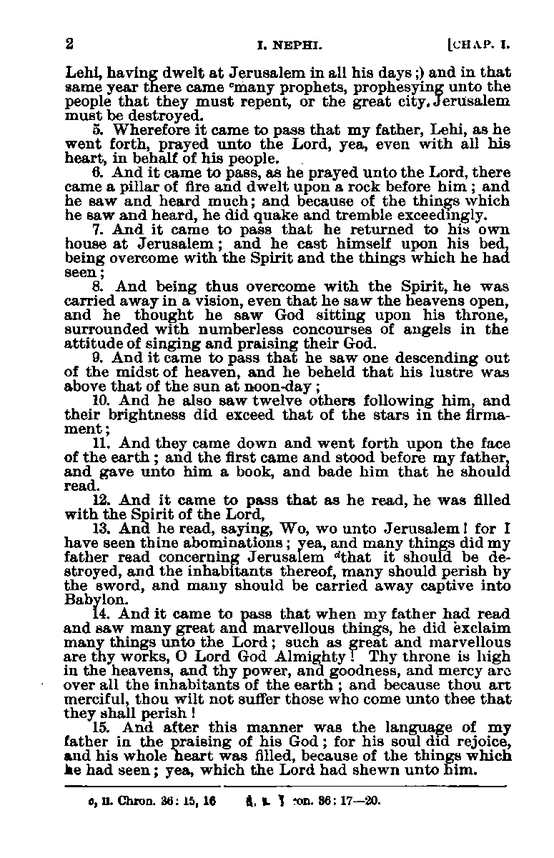 2 I. NEPHI. [CHAP. I.
Lehi, having dwelt at Jerusalem in all his days;) and in that
same year there came ᶜmany prophets, prophesying unto the
people that they must repent, or the great city, Jerusalem
must be destroyed.
5. Wherefore it came to pass that my father, Lehi, as he
went forth, prayed unto the Lord, yea, even with all his
heart, in behalf of his people.
6. And it came to pass, as he prayed unto the Lord, there
came a pillar of fire and dwelt upon a rock before him; and
he saw and heard much; and because of the things which
he saw and heard, he did quake and tremble exceedingly.
7. And it came to pass that he returned to his own
house at Jerusalem; and he cast himself upon his bed,
being overcome with the Spirit and the things which he had
seen;
8. And being thus overcome with the Spirit, he was
carried away in a vision, even that he saw the heavens open,
and he thought he saw God sitting upon his throne,
surrounded with numberless concourses of angels in the
attitude of singing and praising their God.
9. And it came to pass that he saw one descending out
of the midst of heaven, and he beheld that his lustre was
above that of the sun at noon-day;
10. And he also saw twelve others following him, and
their brightness did exceed that of the stars in the firma-
ment;
11. And they came down and went forth upon the face
of the earth; and the first came and stood before my father,
and gave unto him a book, and bade him that he should
read.
12. And it came to pass that as he read, he was filled
with the Spirit of the Lord,
13. And he read, saying, Wo, wo unto Jerusalem! for I
have seen thine abominations; yea, and many things did my
father read concerning Jerusalem ᵈthat it should be de-
stroyed, and the inhabitants thereof, many should perish by
the sword, and many should be carried away captive into
Babylon.
14. And it came to pass that when my father had read
and saw many great and marvellous things, he did exclaim
many things unto the Lord; such as great and marvellous
are thy works, O Lord God Almighty! Thy throne is high
in the heavens, and thy power, and goodness, and mercy are
over all the inhabitants of the earth; and because thou art
merciful, thou wilt not suffer those who come unto thee that
they shall perish!
15. And after this manner was the language of my
father in the praising of his God; for his soul did rejoice,
and his whole heart was filled, because of the things which
he had seen; yea, which the Lord had shewn unto him.
c, II. Chron. 36: 15, 16 36: 17—20.